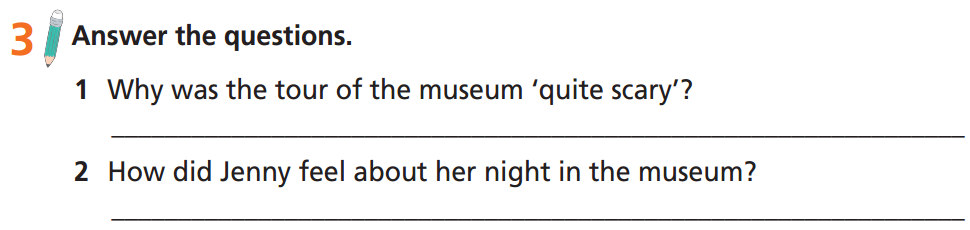 3 Answer the questions.
1 Why was the tour of the museum ‘quite scary’?
2 How did Jenny feel about her night in the museum?